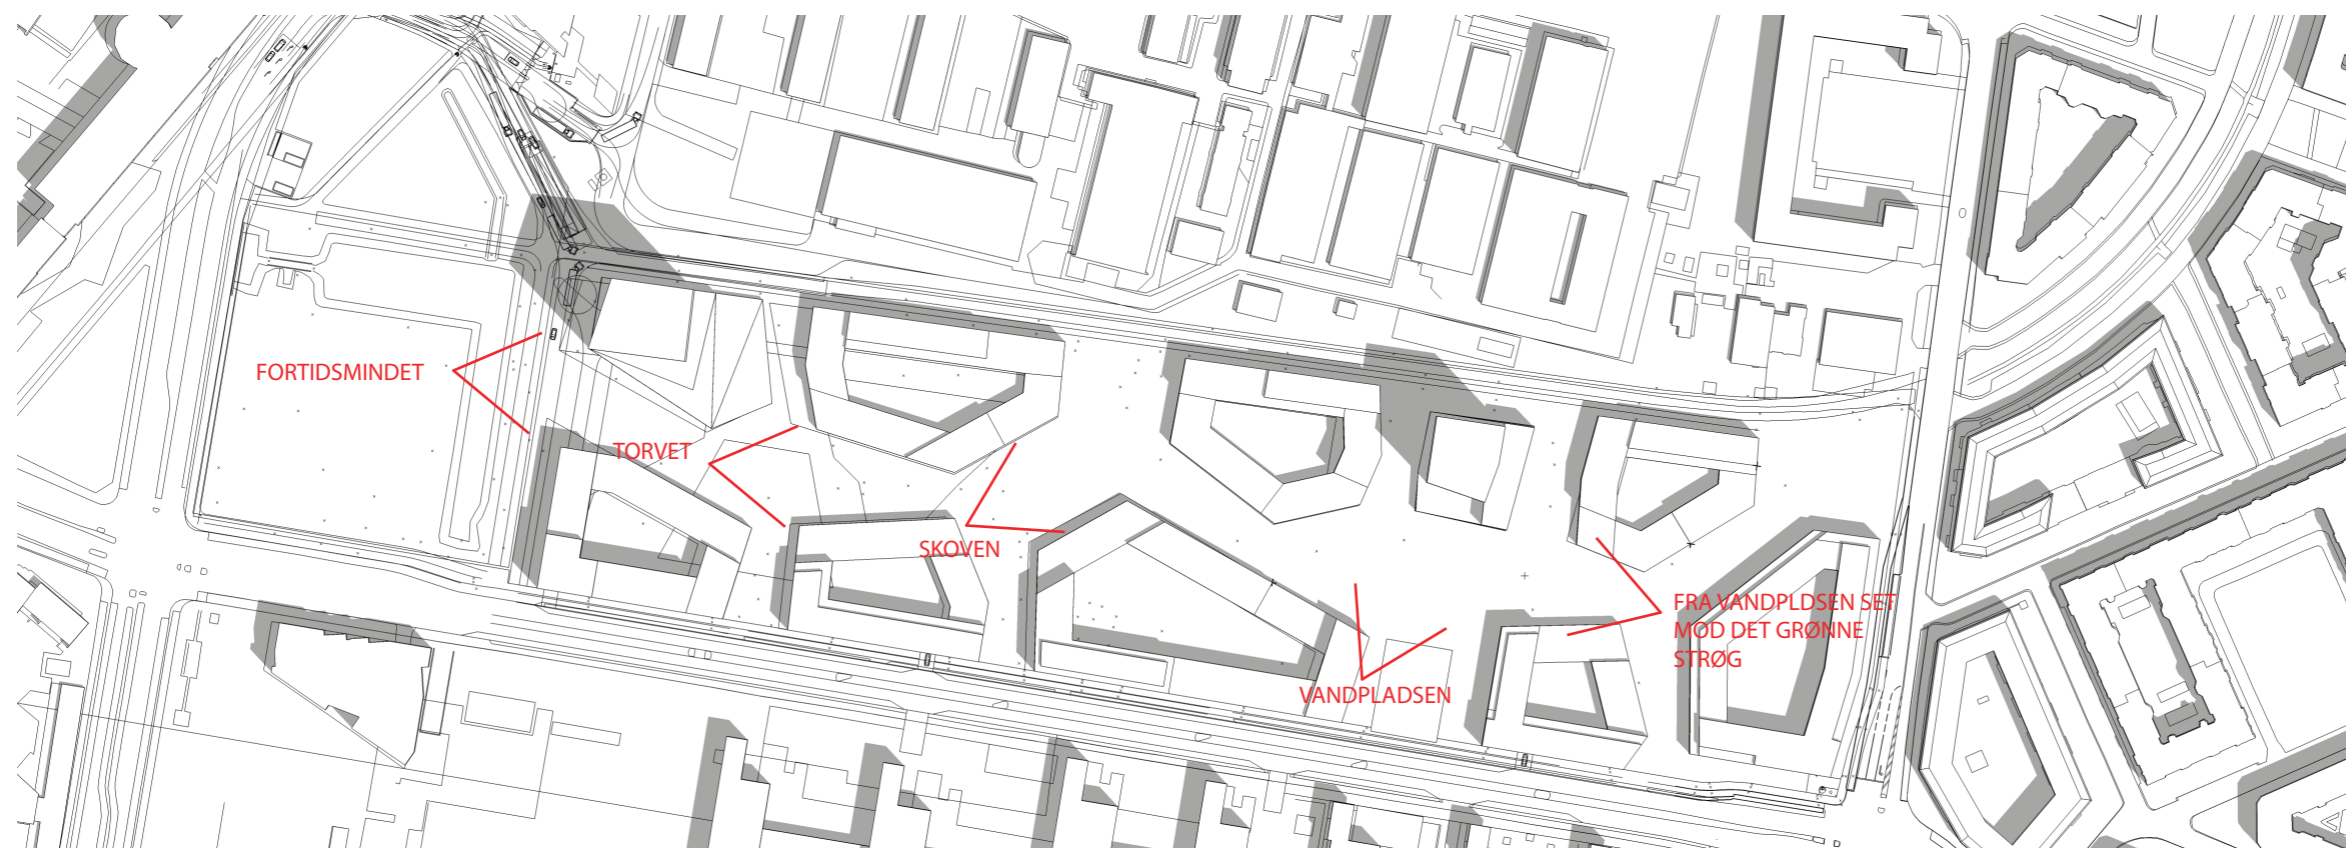 FORTIDSMINDET
TORVET
SKOVEN
VANDPLADSEN
FRA VANDPLDSEN SET
MOD DET GRØNNE
STRØG